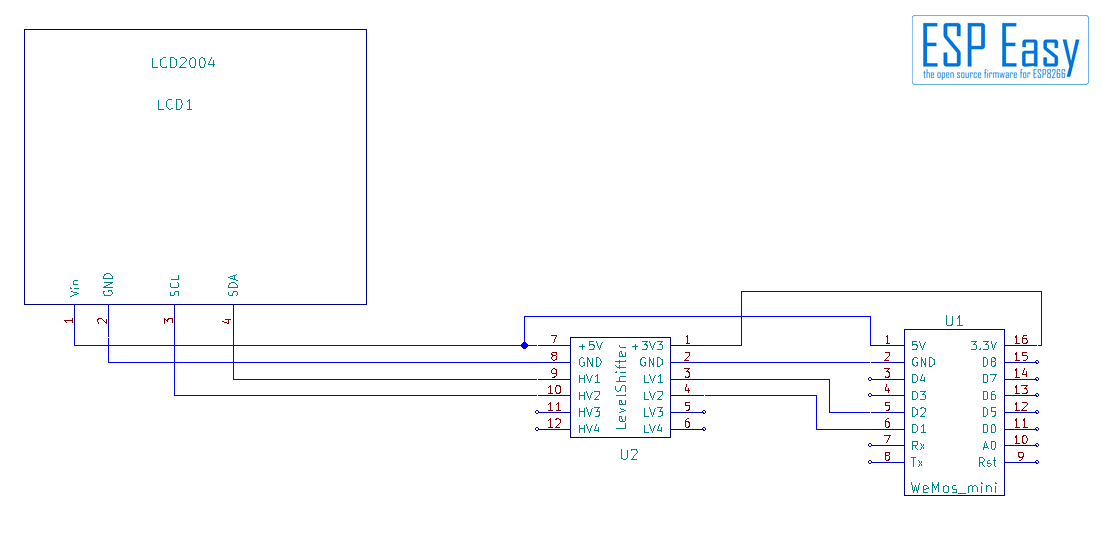 ESP Easy
the open source firmware for ESP8266
LCD2004
LCD1
Vin
GND
SCL
SDA
1
2
3
4
7
8
9
10
11
12
+5V
GND
HV1
HV2
HV3
HV4
LevelShifter
+3V3
GND
LV1
LV2
LV3
LV4
1
2
3
4
5
6
U2
U1
1
2
3
4
5
6
7
8
5V
GND
D4
D3
D2
D1
Rx
Tx
3.3V
D8
D7
D6
D5
D0
A0
Rst
16
15
14
13
12
11
10
9
WeMos_mini